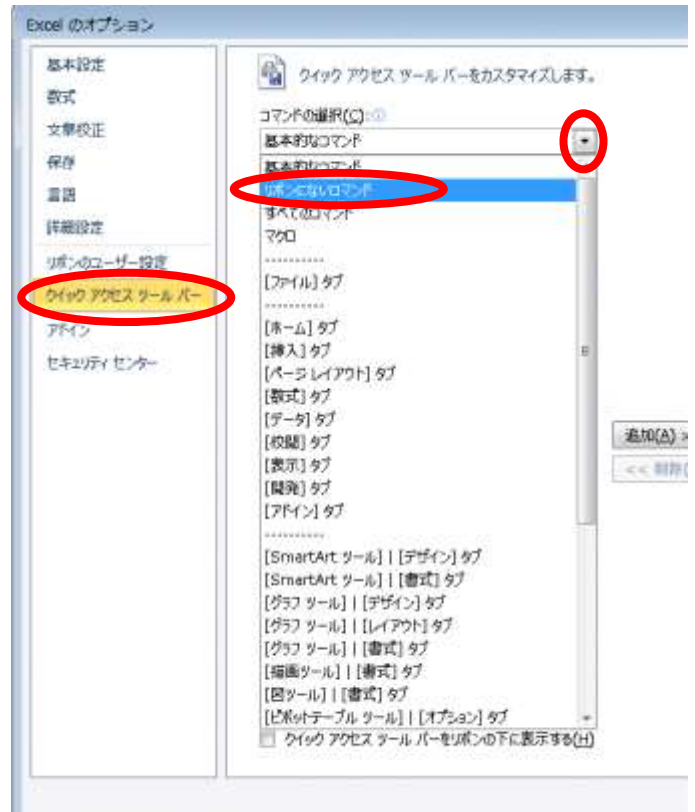 Excel のオプション
基本設定
数式
文章校正
保存
言語
詳細設定
リボンのユーザー設定
クイック アクセス ツール バー
アドイン
セキュリティ センター
クイック アクセス ツール バーをカスタマイズします。
コマンドの選択(C):
基本的なコマンド
基本的なコマンド
リボンにないコマンド
すべてのコマンド
マクロ
----------
[ファイル] タブ
----------
[ホーム] タブ
[挿入] タブ
[ページ レイアウト] タブ
[数式] タブ
[データ] タブ
[校閲] タブ
[表示] タブ
[開発] タブ
[アドイン] タブ
----------
[SmartArt ツール] | [デザイン] タブ
[SmartArt ツール] | [書式] タブ
[グラフ ツール] | [デザイン] タブ
[グラフ ツール] | [レイアウト] タブ
[グラフ ツール] | [書式] タブ
[描画ツール] | [書式] タブ
[図ツール] | [書式] タブ
[ピボットテーブル ツール] | [オプション] タブ
クイック アクセス ツール バーをリボンの下に表示する(H)
追加(A) >
<< 削除(